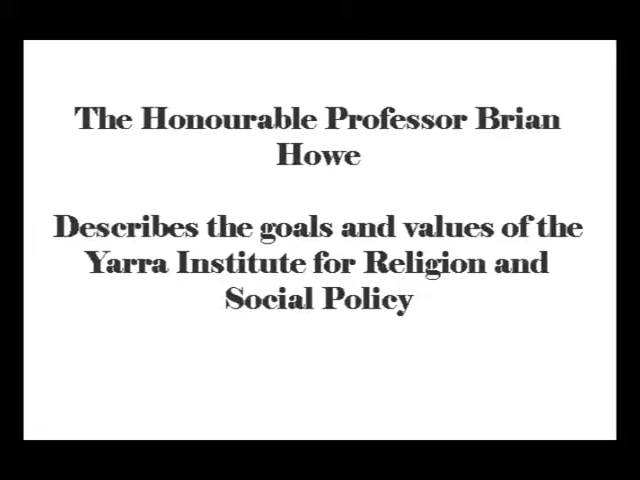 The Honourable Professor Brian
Howe
Describes the goals and values of the
Yarra Institute for Religion and
Social Policy